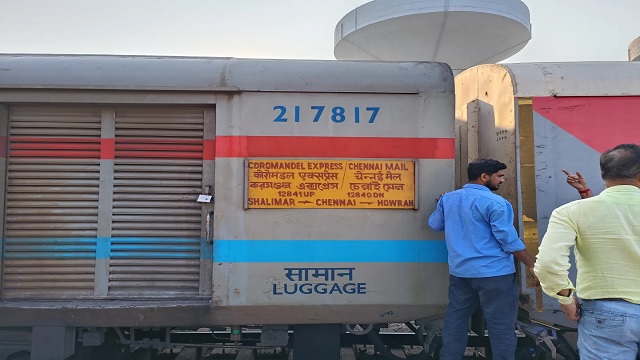 217817
COROMANDEL EXPRESS / CHENNAI MAIL
कोरोमंडल एक्सप्रेस / चेन्नई मेल
12841 UP 12840 DN
SHALIMAR → CHENNAI → HOWRAH
सामान
LUGGAGE